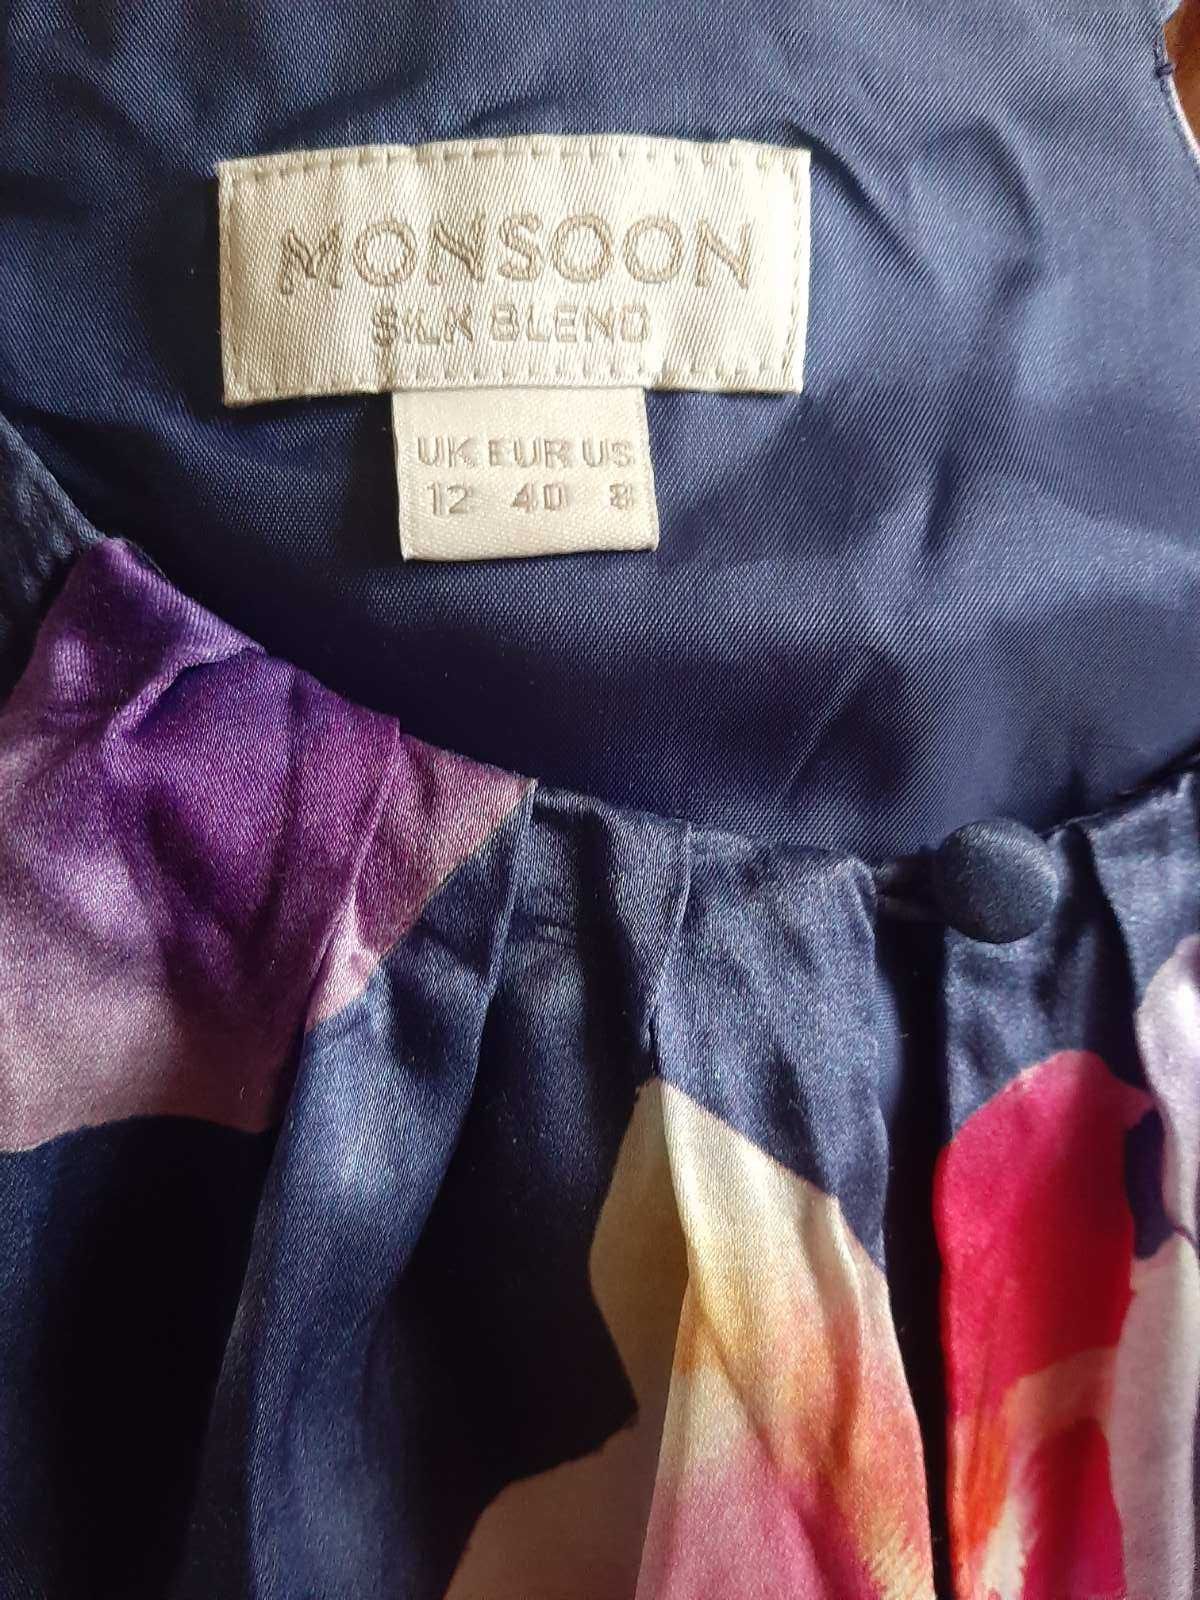 MONSOON
SILK BLEND
UK EUR US
12 40 8